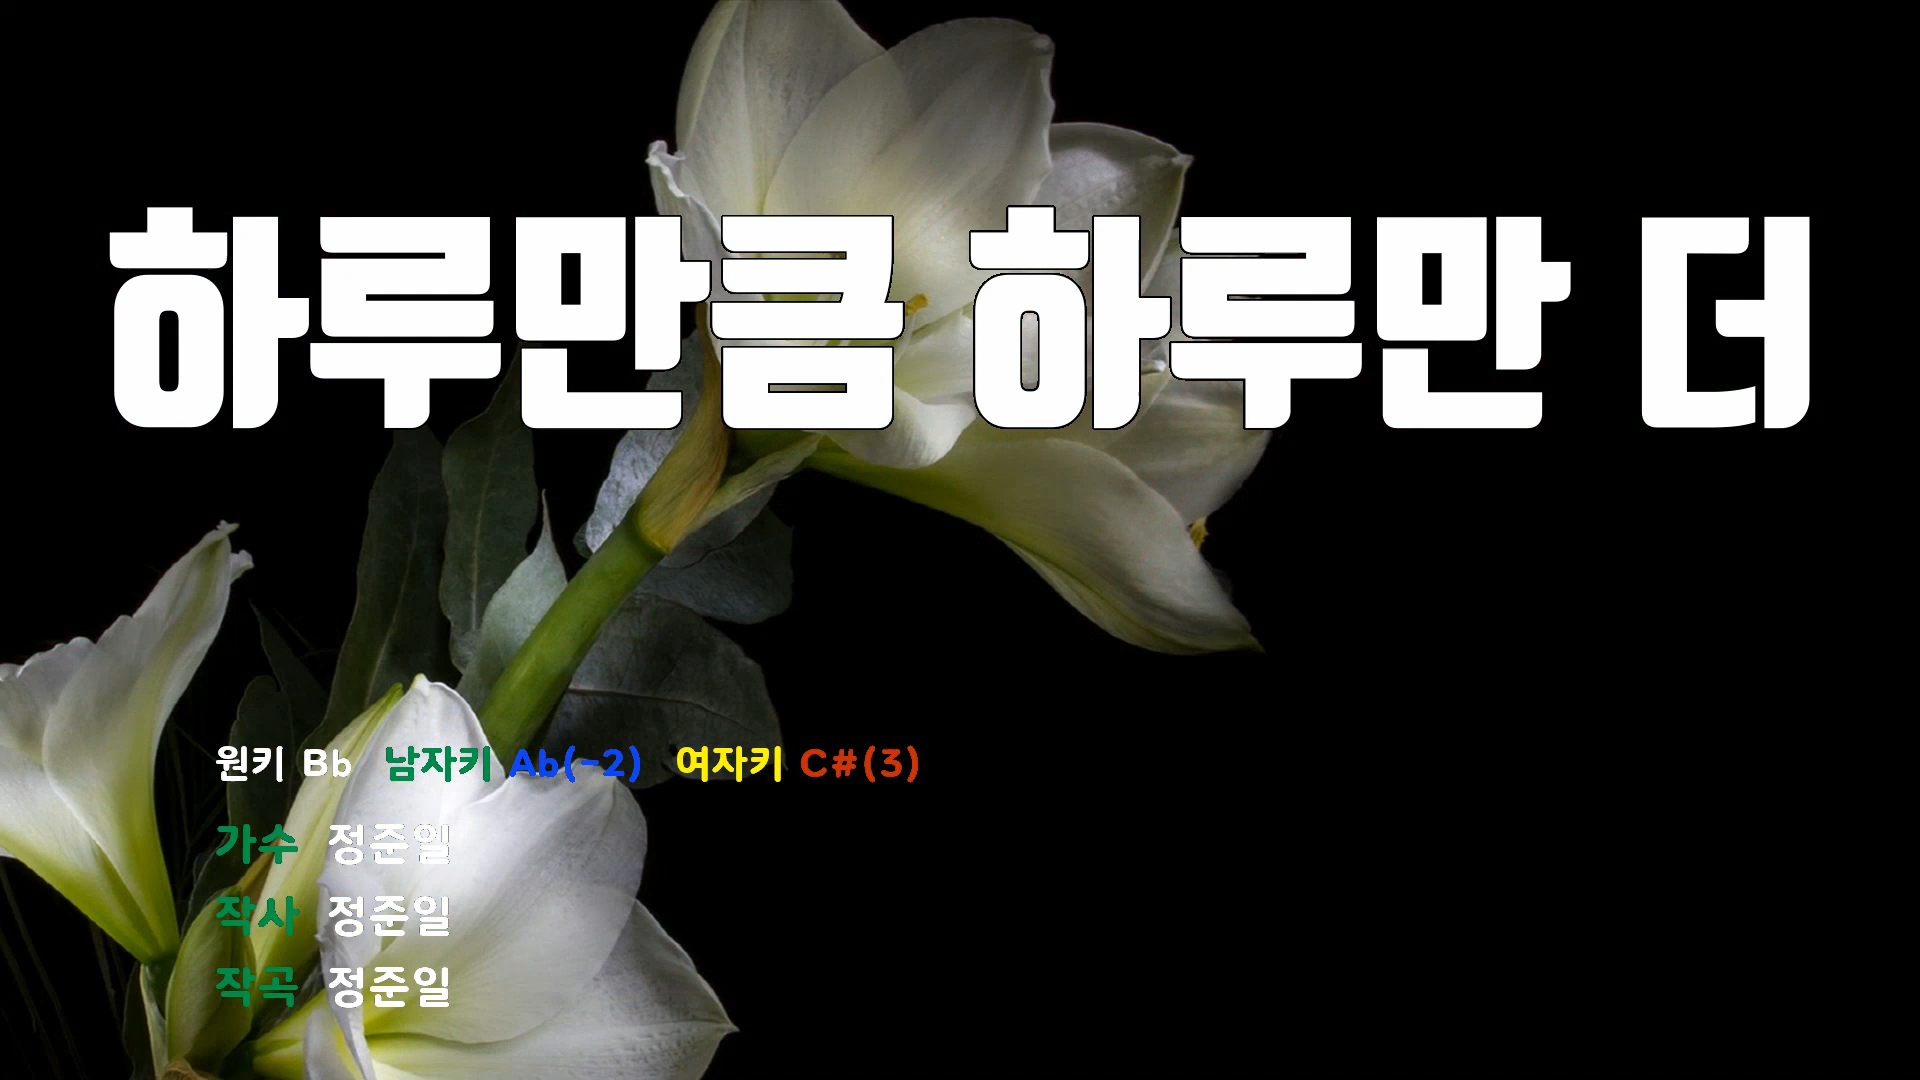 하루만큼 하루만 더
원키 Bb 남자키 Ab(-2) 여자키 C#(3)
가수 정준일
작사 정준일
작곡 정준일